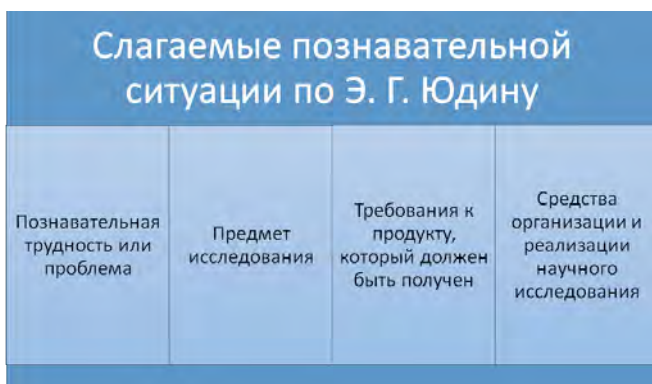 Слагаемые познавательной
ситуации по Э. Г. Юдину
Познавательная
трудность или
проблема
Предмет
исследования
Требования к
продукту,
который должен
быть получен
Средства
организации и
реализации
научного
исследования